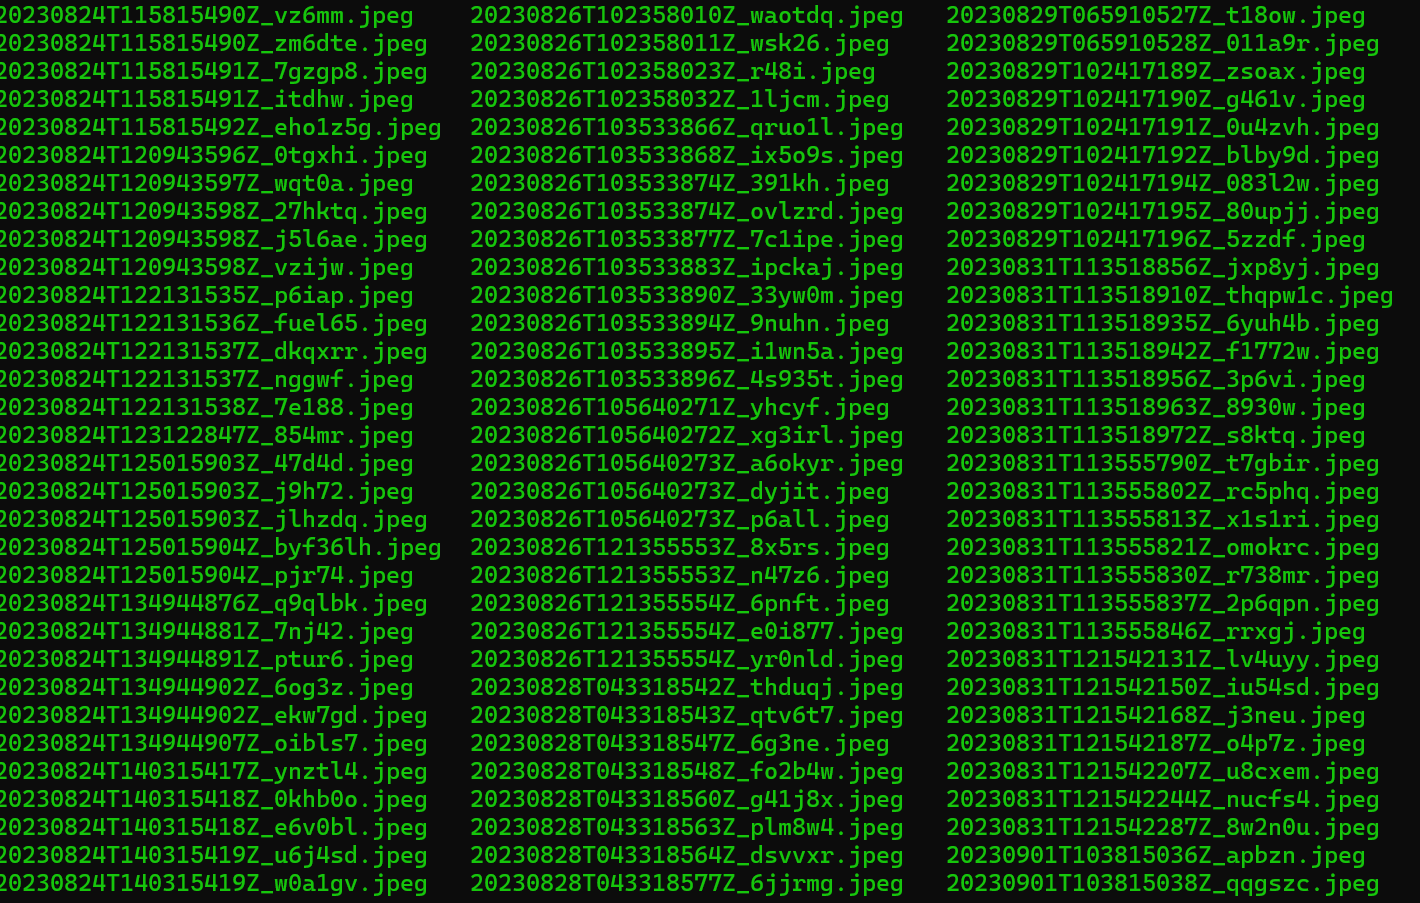 20230824T115815490Z_vz6mm.jpeg 20230826T102358010Z_waotdq.jpeg 20230829T065910527Z_t18ow.jpeg
20230824T115815490Z_zm6dte.jpeg 20230826T102358011Z_wsk26.jpeg 20230829T065910528Z_011a9r.jpeg
20230824T115815491Z_7gzgp8.jpeg 20230826T102358023Z_r48i.jpeg 20230829T102417189Z_zsoax.jpeg
20230824T115815491Z_itdhw.jpeg 20230826T102358032Z_1ljcm.jpeg 20230829T102417190Z_g461v.jpeg
20230824T115815492Z_eho1z5g.jpeg 20230826T103533866Z_qruo1l.jpeg 20230829T102417191Z_0u4zvh.jpeg
20230824T120943596Z_0tgxhi.jpeg 20230826T103533868Z_ix5o9s.jpeg 20230829T102417192Z_blby9d.jpeg
20230824T120943597Z_wqt0a.jpeg 20230826T103533874Z_391kh.jpeg 20230829T102417194Z_083l2w.jpeg
20230824T120943598Z_27hktq.jpeg 20230826T103533874Z_ovlzrd.jpeg 20230829T102417195Z_80upjj.jpeg
20230824T120943598Z_j5l6ae.jpeg 20230826T103533877Z_7c1ipe.jpeg 20230829T102417196Z_5zzdf.jpeg
20230824T120943598Z_vzijw.jpeg 20230826T103533883Z_ipckaj.jpeg 20230831T113518856Z_jxp8yj.jpeg
20230824T122131535Z_p6iap.jpeg 20230826T103533890Z_33yw0m.jpeg 20230831T113518910Z_thqpw1c.jpeg
20230824T122131536Z_fuel65.jpeg 20230826T103533894Z_9nuhn.jpeg 20230831T113518935Z_6yuh4b.jpeg
20230824T122131537Z_dkqxrr.jpeg 20230826T103533895Z_i1wn5a.jpeg 20230831T113518942Z_f1772w.jpeg
20230824T122131537Z_nggwf.jpeg 20230826T103533896Z_4s935t.jpeg 20230831T113518956Z_3p6vi.jpeg
20230824T122131538Z_7e188.jpeg 20230826T105640271Z_yhcyf.jpeg 20230831T113518963Z_8930w.jpeg
20230824T123122847Z_854mr.jpeg 20230826T105640272Z_xg3irl.jpeg 20230831T113518972Z_s8ktq.jpeg
20230824T125015903Z_47d4d.jpeg 20230826T105640273Z_a6okyr.jpeg 20230831T113555790Z_t7gbir.jpeg
20230824T125015903Z_j9h72.jpeg 20230826T105640273Z_dyjit.jpeg 20230831T113555802Z_rc5phq.jpeg
20230824T125015903Z_jlhzdq.jpeg 20230826T105640273Z_p6all.jpeg 20230831T113555813Z_x1s1ri.jpeg
20230824T125015904Z_byf36lh.jpeg 20230826T121355553Z_8x5rs.jpeg 20230831T113555821Z_omokrc.jpeg
20230824T125015904Z_pjr74.jpeg 20230826T121355553Z_n47z6.jpeg 20230831T113555830Z_r738mr.jpeg
20230824T134944876Z_q9qlbk.jpeg 20230826T121355554Z_6pnft.jpeg 20230831T113555837Z_2p6qpn.jpeg
20230824T134944881Z_7nj42.jpeg 20230826T121355554Z_e0i877.jpeg 20230831T113555846Z_rrxgj.jpeg
20230824T134944891Z_ptur6.jpeg 20230826T121355554Z_yr0nld.jpeg 20230831T121542131Z_lv4uyy.jpeg
20230824T134944902Z_6og3z.jpeg 20230828T043318542Z_thduqj.jpeg 20230831T121542150Z_iu54sd.jpeg
20230824T134944902Z_ekw7gd.jpeg 20230828T043318543Z_qtv6t7.jpeg 20230831T121542168Z_j3neu.jpeg
20230824T134944907Z_oibls7.jpeg 20230828T043318547Z_6g3ne.jpeg 20230831T121542187Z_o4p7z.jpeg
20230824T140315417Z_ynztl4.jpeg 20230828T043318548Z_fo2b4w.jpeg 20230831T121542207Z_u8cxem.jpeg
20230824T140315418Z_0khb0o.jpeg 20230828T043318560Z_g41j8x.jpeg 20230831T121542244Z_nucfs4.jpeg
20230824T140315418Z_e6v0bl.jpeg 20230828T043318563Z_plm8w4.jpeg 20230831T121542287Z_8w2n0u.jpeg
20230824T140315419Z_u6j4sd.jpeg 20230828T043318564Z_dsvvxr.jpeg 20230901T103815036Z_apbzn.jpeg
20230824T140315419Z_w0a1gv.jpeg 20230828T043318577Z_6jjrmg.jpeg 20230901T103815038Z_qqgszc.jpeg